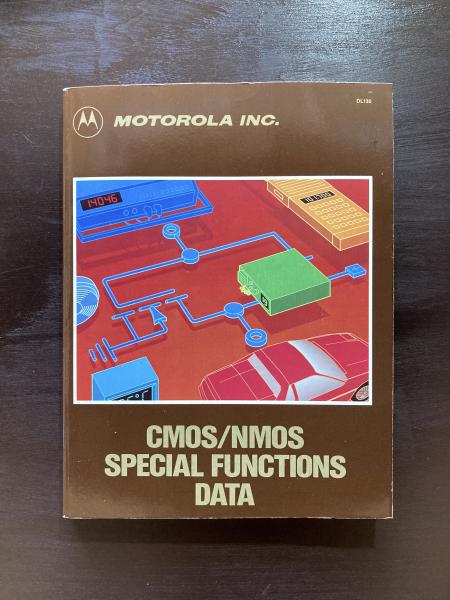 DL130
MOTOROLA INC.
14046
CMOS/NMOS
SPECIAL FUNCTIONS
DATA